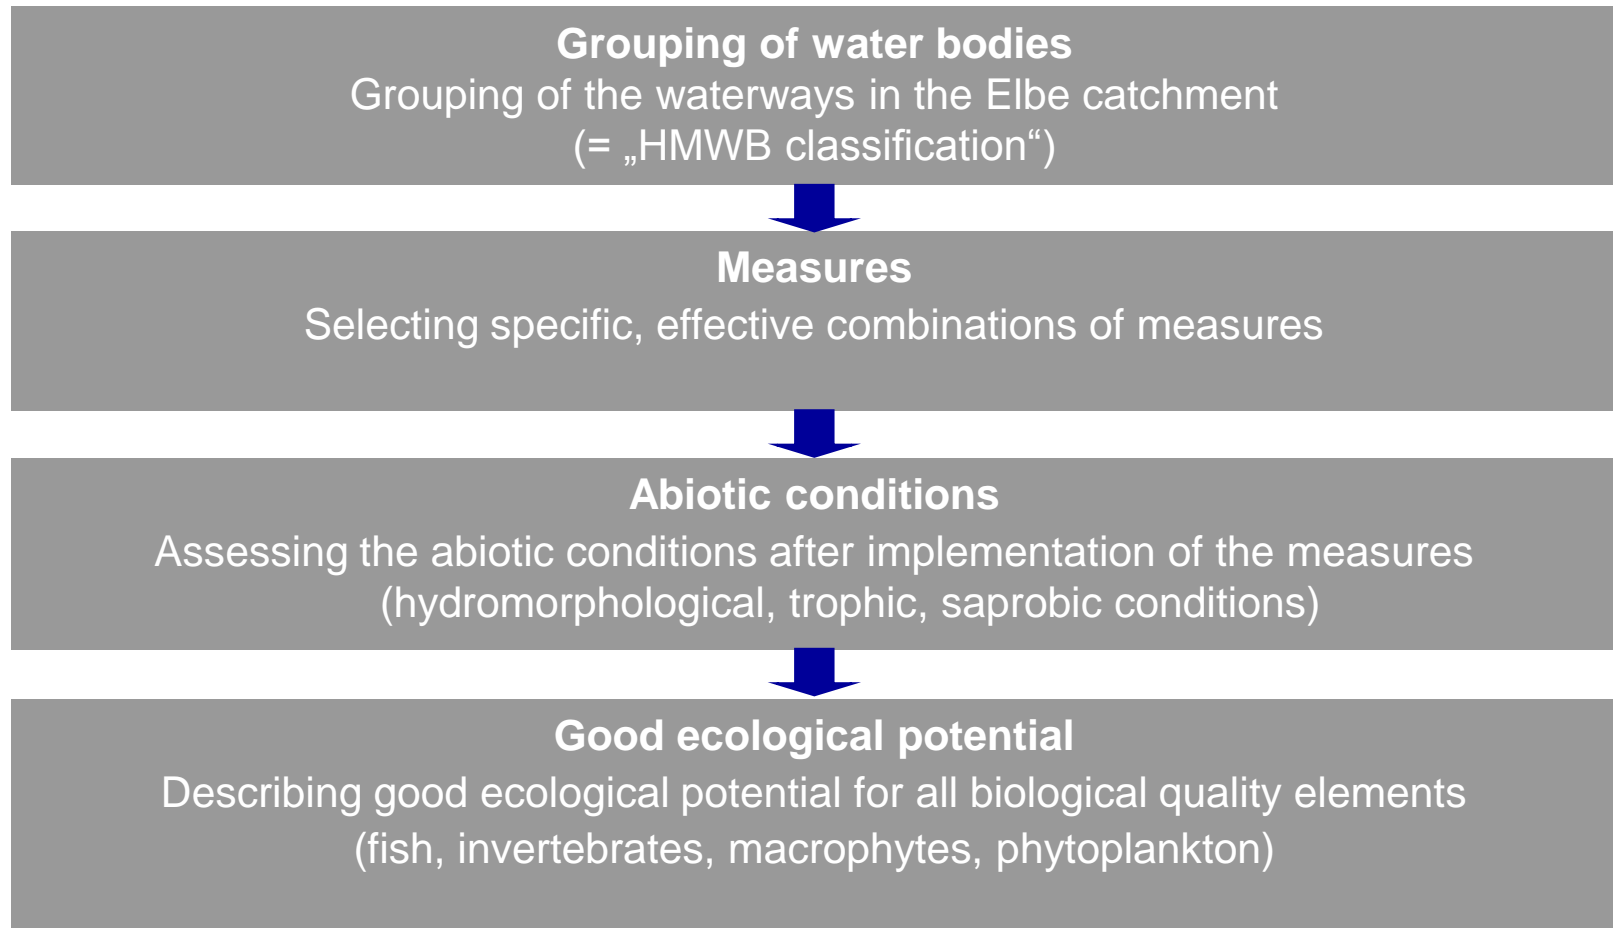 Grouping of water bodies
Grouping of the waterways in the Elbe catchment
(= „HMWB classification“)
Measures
Selecting specific, effective combinations of measures
Abiotic conditions
Assessing the abiotic conditions after implementation of the measures
(hydromorphological, trophic, saprobic conditions)
Good ecological potential
Describing good ecological potential for all biological quality elements
(fish, invertebrates, macrophytes, phytoplankton)